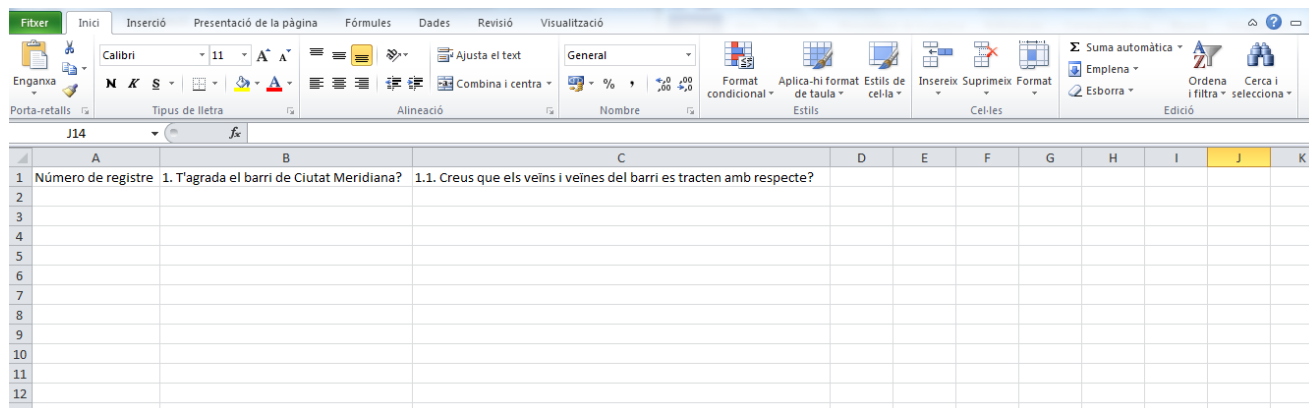 Fitxer Inici Inserció Presentació de la pàgina Fórmules Dades Revisió Visualització
Calibri 11 A A Ajusta el text General Σ Suma automàtica
Emplena
Enganxa N K S A Combina i centra % , Format condicional Aplica-hi format de taula Estils de cel·la Insereix Suprimeix Format Esborra Ordena i filtra Cerca i selecciona
Porta-retalls Tipus de lletra Alineació Nombre Estils Cel·les Edició
J14 fx
A B C D E F G H I J K
1 Número de registre 1. T'agrada el barri de Ciutat Meridiana? 1.1. Creus que els veïns i veïnes del barri es tracten amb respecte?
2
3
4
5
6
7
8
9
10
11
12